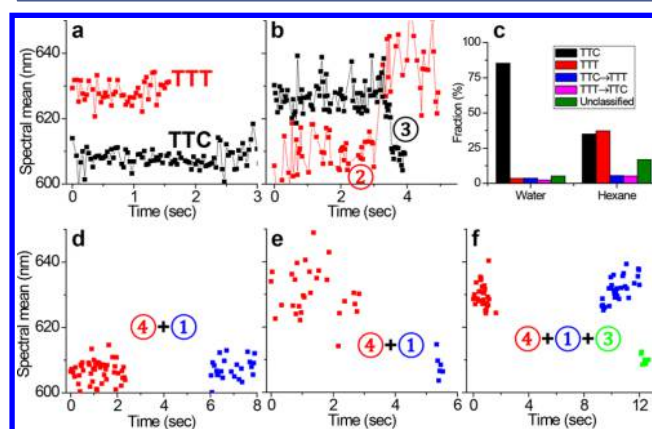 a
Spectral mean (nm)
640
620
600
TTT
TTC
0 1 2 3
Time (sec)
b
3
2
0 2 4
Time (sec)
c
Fraction (%)
100
75
50
25
0
TTC
TTT
TTC→TTT
TTT→TTC
Unclassified
Water Hexane
d
Spectral mean (nm)
640
620
600
4 + 1
0 2 4 6 8
Time (sec)
e
4 + 1
0 2 4 6
Time (sec)
f
4 + 1 + 3
0 3 6 9 12
Time (sec)